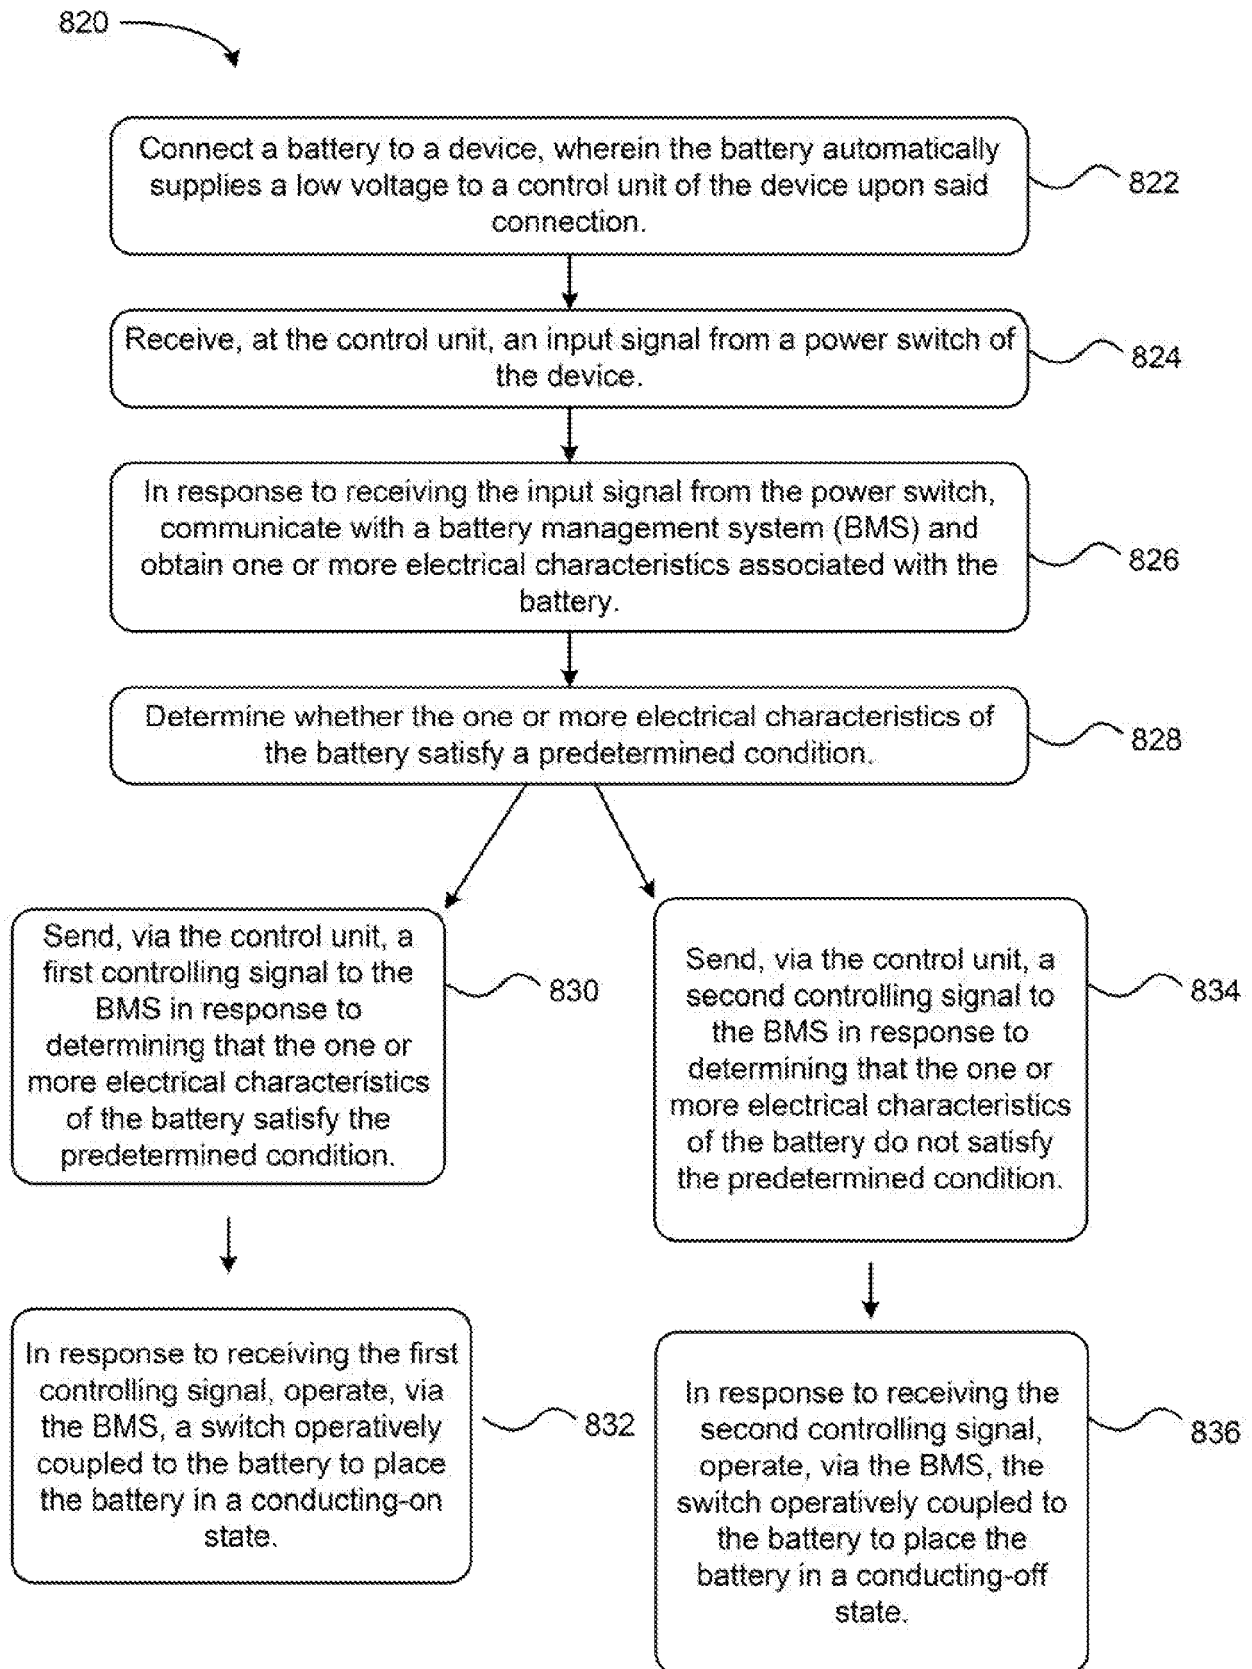 820
Connect a battery to a device, wherein the battery automatically
supplies a low voltage to a control unit of the device upon said
connection.
822
Receive, at the control unit, an input signal from a power switch of
the device.
824
In response to receiving the input signal from the power switch,
communicate with a battery management system (BMS) and
obtain one or more electrical characteristics associated with the
battery.
826
Determine whether the one or more electrical characteristics of
the battery satisfy a predetermined condition.
828
Send, via the control unit, a
first controlling signal to the
BMS in response to
determining that the one or
more electrical characteristics
of the battery satisfy the
predetermined condition.
830
Send, via the control unit, a
second controlling signal to
the BMS in response to
determining that the one or
more electrical characteristics
of the battery do not satisfy
the predetermined condition.
834
In response to receiving the first
controlling signal, operate, via
the BMS, a switch operatively
coupled to the battery to place
the battery in a conducting-on
state.
832
In response to receiving the
second controlling signal,
operate, via the BMS, the
switch operatively coupled to
the battery to place the
battery in a conducting-off
state.
836